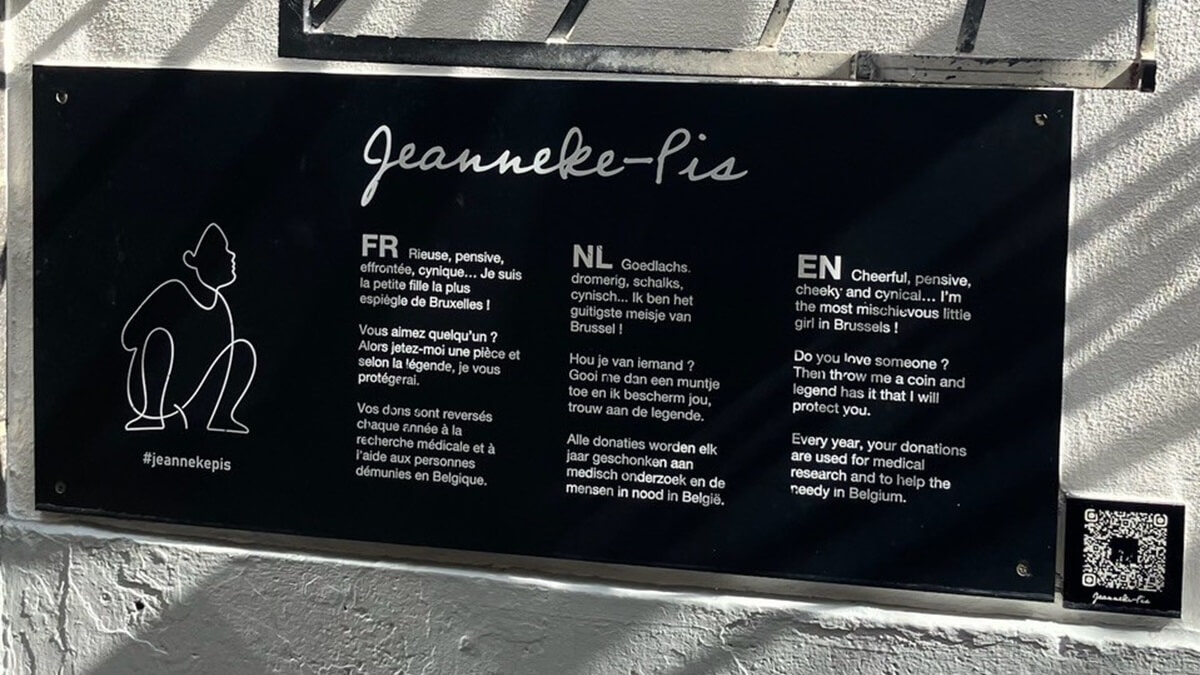 Jeanneke-Pis
FR Rieuse, pensive,
effrontée, cynique... Je suis
la petite fille la plus
espiègle de Bruxelles !
Vous aimez quelqu'un ?
Alors jetez-moi une pièce et
selon la légende, je vous
protégerai.
Vos dons sont reversés
chaque année à la
recherche médicale et à
l'aide aux personnes
démunies en Belgique.
NL Goedlachs.
dromerig, schalks,
cynisch... Ik ben het
guitigste meisje van
Brussel !
Hou je van iemand ?
Gooi me dan een muntje
toe en ik bescherm jou,
trouw aan de legende.
Alle donaties worden elk
jaar geschonken aan
medisch onderzoek en de
mensen in nood in België.
EN Cheerful, pensive,
cheeky and cynical... I'm
the most mischievous little
girl in Brussels !
Do you love someone ?
Then throw me a coin and
legend has it that I will
protect you.
Every year, your donations
are used for medical
research and to help the
needy in Belgium.
#jeannekepis
Jeanneke-Pis